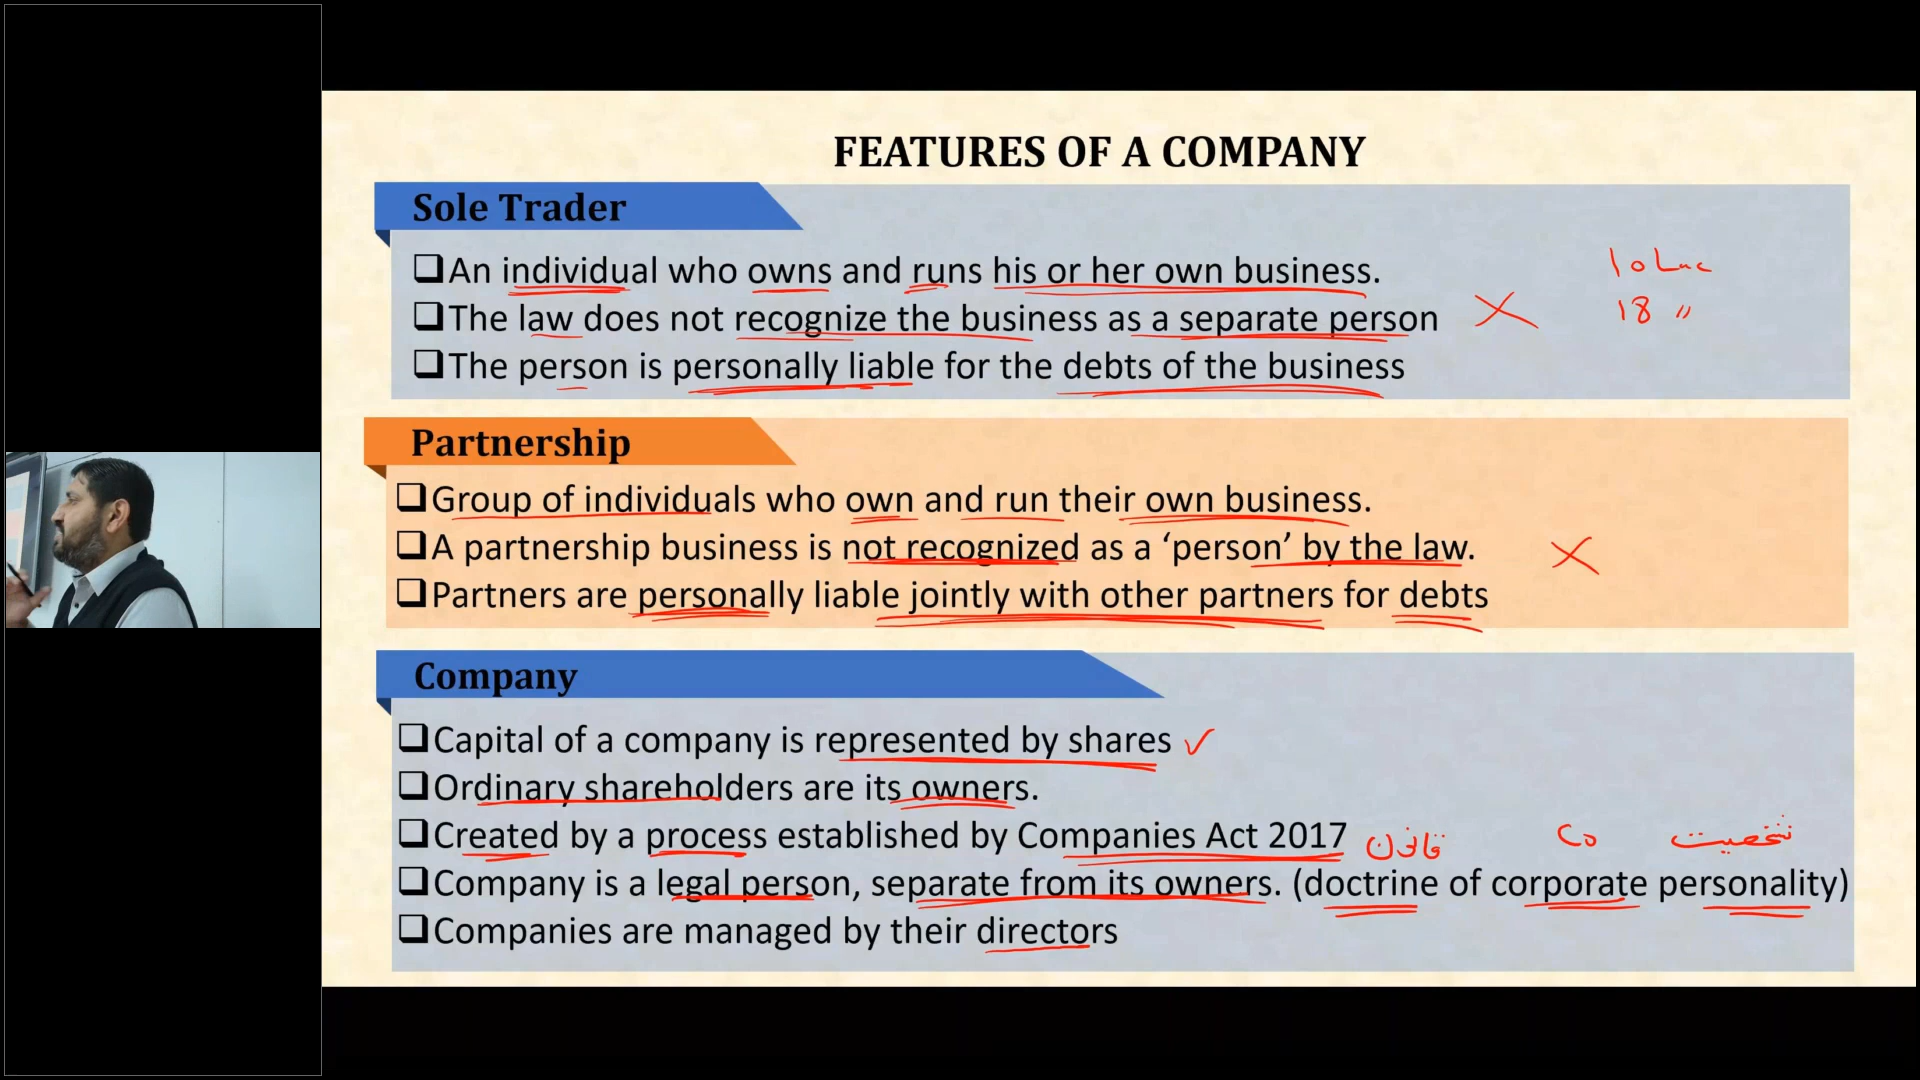 FEATURES OF A COMPANY
Sole Trader
❑An individual who owns and runs his or her own business.
10 Lac
❑The law does not recognize the business as a separate person
18 〃
❑The person is personally liable for the debts of the business
Partnership
❑Group of individuals who own and run their own business.
❑A partnership business is not recognized as a ‘person’ by the law.
❑Partners are personally liable jointly with other partners for debts
Company
❑Capital of a company is represented by shares ✓
❑Ordinary shareholders are its owners.
❑Created by a process established by Companies Act 2017
قانون Co شخصیت
❑Company is a legal person, separate from its owners. (doctrine of corporate personality)
❑Companies are managed by their directors